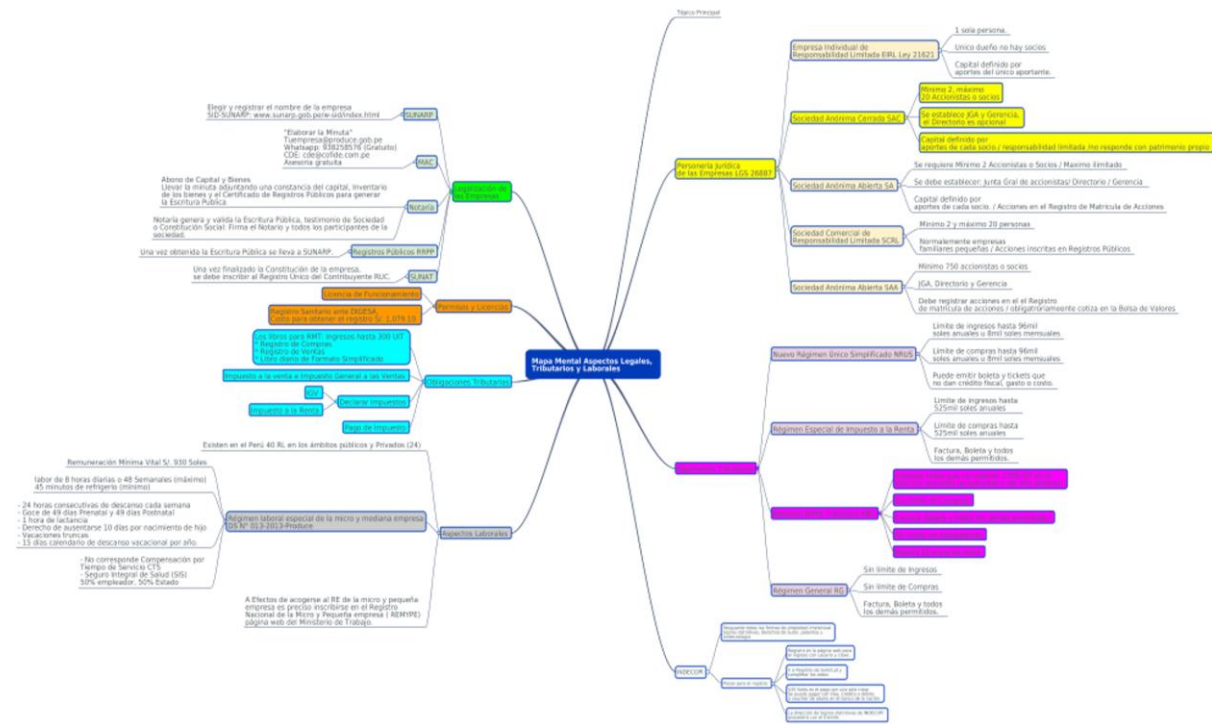 Tópico Principal
Mapa Mental Aspectos Legales,
Tributarios y Laborales
Personería Jurídica
de las Empresas LGS 26887
Empresa Individual de
Responsabilidad Limitada EIRL Ley 21621
1 sola persona.
Unico dueño no hay socios
Capital definido por
aportes del único aportante.
Sociedad Anónima Cerrada SAC
Mínimo 2, máximo
20 Accionistas o socios
Se establece JGA y Gerencia,
el Directorio es opcional
Capital definido por
aportes de cada socio / responsabilidad limitada (no responde con patrimonio propio
Sociedad Anónima Abierta SA
Se requiere Mínimo 2 Accionistas o Socios / Maximo ilimitado
Se debe establecer: Junta Gral de accionistas/ Directorio / Gerencia
Capital definido por
aportes de cada socio. / Acciones en el Registro de Matricula de Acciones
Sociedad Comercial de
Responsabilidad Limitada SCRL
Minimo 2 y máximo 20 personas
Normalemente empresas
familiares pequeñas / Acciones inscritas en Registros Públicos
Sociedad Anónima Abierta SAA
Mínimo 750 accionistas o socios
JGA, Directorio y Gerencia
Debe registrar acciones en el el Registro
de matrícula de acciones / obligatróriamente cotiza en la Bolsa de Valores
Nuevo Régimen Único Simplificado NRUS
Limite de ingresos hasta 96mil
soles anuales u 8mil soles mensuales
Límite de compras hasta 96mil
soles anuales u 8mil soles mensuales
Puede emitir boleta y tickets que
no dan crédito fiscal, gasto o costo.
Régimen Especial de Impuesto a la Renta
Limite de ingresos hasta
525mil soles anuales
Límite de compras hasta
525mil soles anuales
Factura, Boleta y todos
los demás permitidos.
Régimen General RG
Sin límite de Ingresos
Sin límite de Compras
Factura, Boleta y todos
los demás permitidos.
INDECOPI
Pasos para el registro
Legalización de
las Empresas
SUNARP
Elegir y registrar el nombre de la empresa
SID-SUNARP: www.sunarp.gob.pe/w-sid/index.html
MAC
"Elaborar la Minuta"
Tuempresa@produce.gob.pe
Whatsapp: 938258576 (Gratuito)
CDE: cde@cofide.com.pe
Asesoria gratuita
Notaría
Abono de Capital y Bienes
Llevar la minuta adjuntando una constancia del capital, inventario
de los bienes y el Certificado de Registros Públicos para generar
la Escritura Publica
Notaría genera y valida la Escritura Pública, testimonio de Sociedad
o Constitución Social: Firma el Notario y todos los participantes de la
sociedad.
Registros Públicos RRPP
Una vez obtenida la Escritura Pública se lleva a SUNARP.
SUNAT
Una vez finalizado la Constitución de la empresa,
se debe inscribir al Registro Unico del Contribuyente RUC.
Permisos y Licencias
Licencia de Funcionamiento
Registro Sanitario ante DIGESA,
Costo para obtener el registro S/. 1,079.10
Obligaciones Tributarias
Los libros para RMT: Ingresos hasta 300 UIT
* Registro de Compras
* Registro de Ventas
* Libro diario de Formato Simplificado
Impuesto a la venta e Impuesto General a las Ventas
Declarar Impuestos
IGV
Impuesto a la Renta
Pago de Impuesto
Aspectos Laborales
Existen en el Perú 40 RL en los ámbitos públicos y Privados (24)
Régimen laboral especial de la micro y mediana empresa
DS N° 013-2013-Produce
Remuneración Mínima Vital S/. 930 Soles
labor de 8 horas diarias o 48 Semanales (máximo)
45 minutos de refrigerio (mínimo)
- 24 horas consecutivas de descanso cada semana
- Goce de 49 días Prenatal y 49 días Postnatal
- 1 hora de lactancia
- Derecho de ausentarse 10 días por nacimiento de hijo
- Vacaciones truncas
- 15 días calendario de descanso vacacional por año.
- No corresponde Compensación por
Tiempo de Servicio CTS
- Seguro Integral de Salud (SIS)
50% empleador, 50% Estado
A Efectos de acogerse al RE de la micro y pequeña
empresa es preciso inscribirse en el Registro
Nacional de la Micro y Pequeña empresa ( REMYPE)
página web del Ministerio de Trabajo.